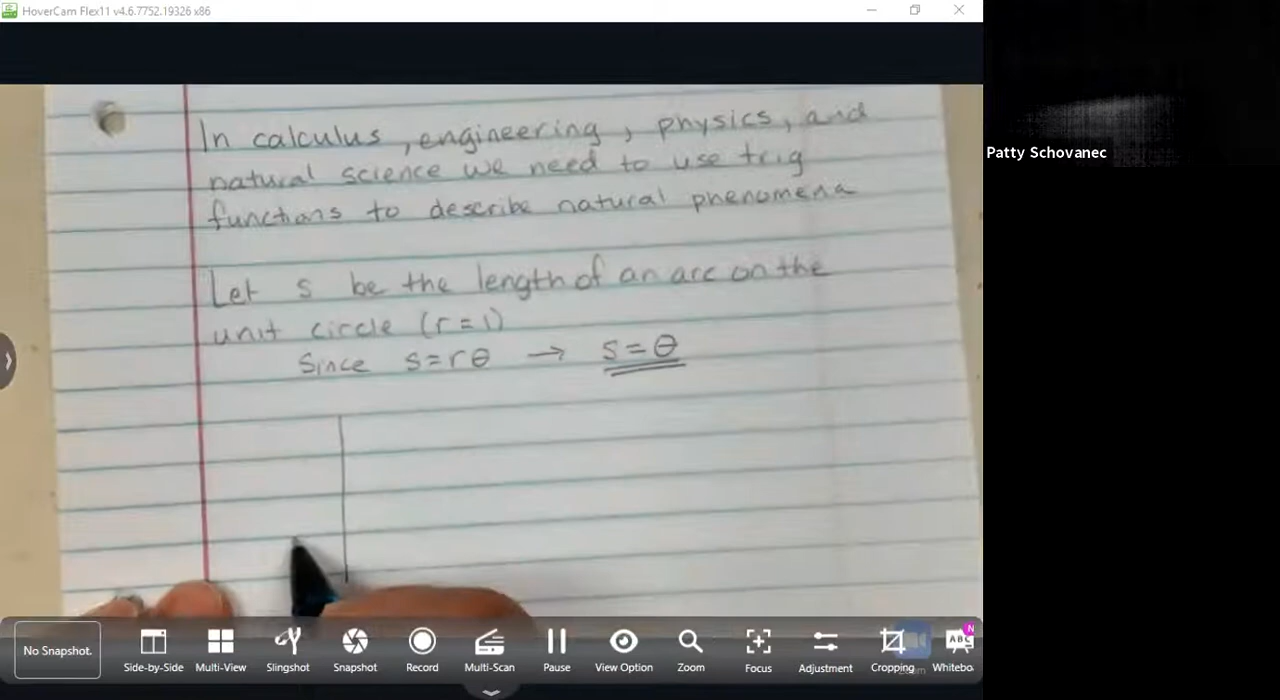 HoverCam Flex11 v4.6.7752.19326 x86
In calculus, engineering, physics, and
natural science we need to use trig
functions to describe natural phenomena
Let s be the length of an arc on the
unit circle (r = 1)
Since s = rθ → s = θ
Patty Schovanec
No Snapshot.
Side-by-Side
Multi-View
Slingshot
Snapshot
Record
Multi-Scan
Pause
View Option
Zoom
Focus
Adjustment
Cropping
Whitebo
ABC
N